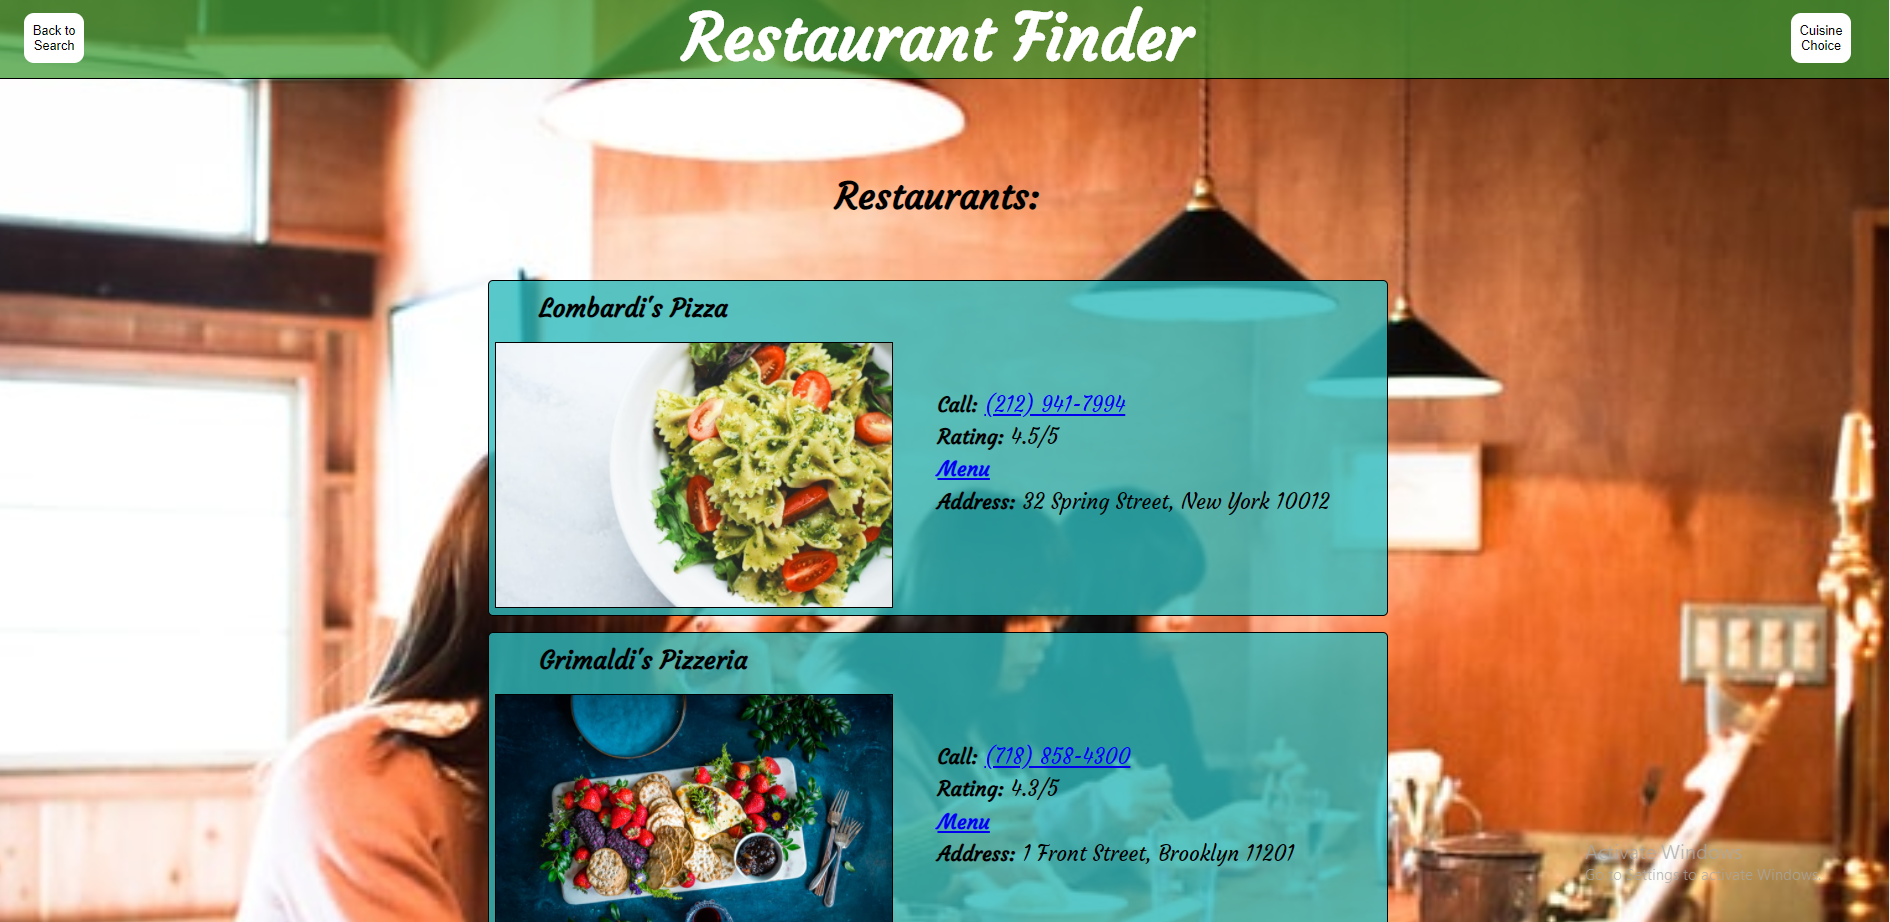 Back to
Search
Restaurant Finder
Cuisine
Choice
Restaurants:
Lombardi's Pizza
Call: (212) 941-7994
Rating: 4.5/5
Menu
Address: 32 Spring Street, New York 10012
Grimaldi's Pizzeria
Call: (718) 858-4300
Rating: 4.3/5
Menu
Address: 1 Front Street, Brooklyn 11201
Activate Windows
Go to Settings to activate Windows.